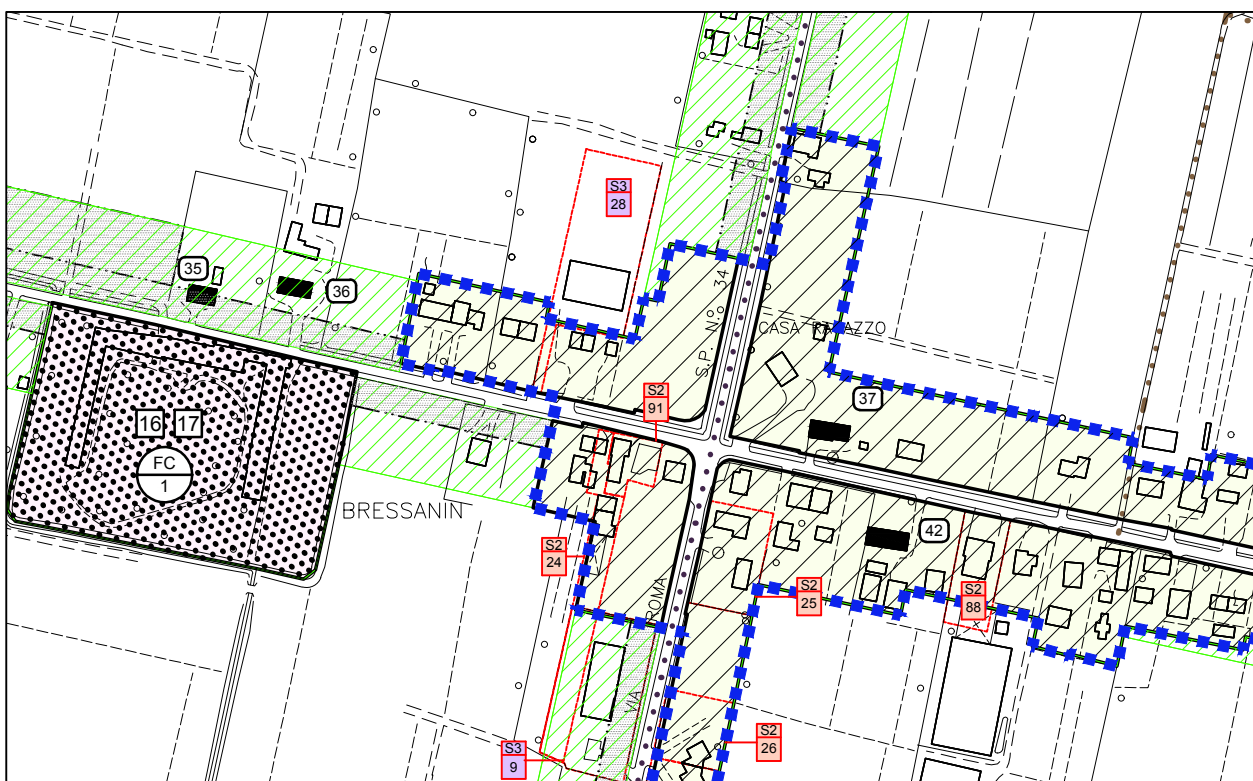 S3
28
35
36
S.P. N. 34
CASA RAGAZZO
S2
91
37
16 17
FC
1
BRESSANIN
42
S2
24
S2
25
S2
88
VIA ROMA
S2
26
S3
9